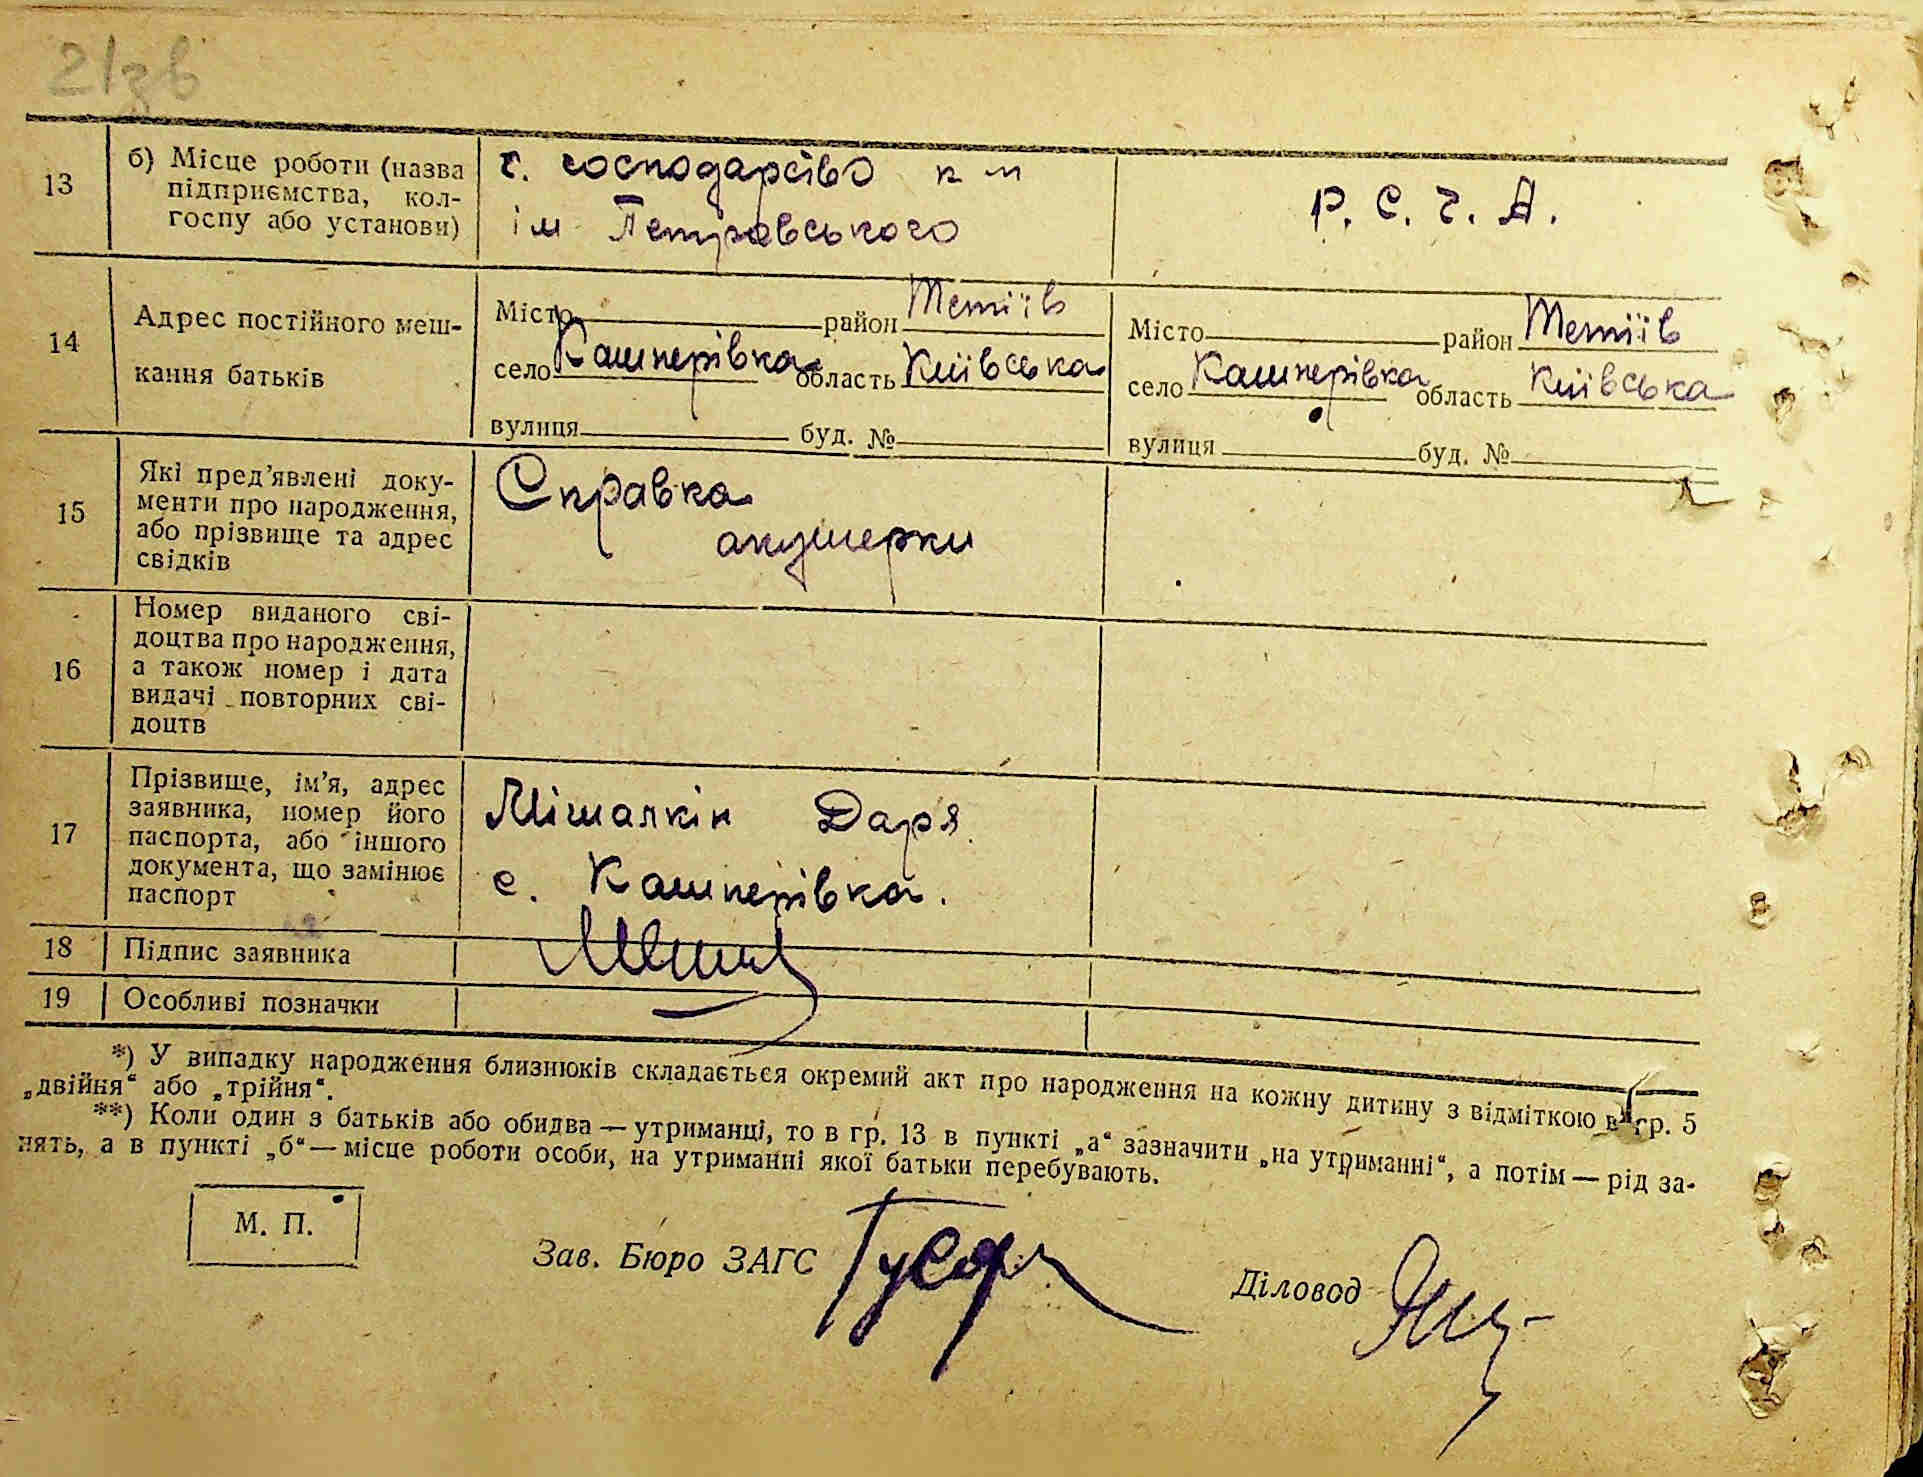 21зв
13
б) Місце роботи (назва
підприємства, кол-
госпу або установи)
с. господарство к м
ім Петровського
Р. С. Ч. А.
14
Адрес постійного меш-
кання батьків
Місто район Тетіїв
село Кашперівка область Київська
вулиця буд. №
Місто район Тетіїв
село Кашперівка область Київська
вулиця буд. №
15
Які пред’явлені доку-
менти про народження,
або прізвище та адрес
свідків
Справка
акушерки
16
Номер виданого сві-
доцтва про народження,
а також номер і дата
видачі повторних сві-
доцтв
17
Прізвище, ім’я, адрес
заявника, номер його
паспорта, або іншого
документа, що замінює
паспорт
Мішалкін Даря
с. Кашперівка.
18 Підпис заявника
19 Особливі позначки
*) У випадку народження близнюків складається окремий акт про народження на кожну дитину з відміткою в гр. 5
„двійня“ або „трійня“.
**) Коли один з батьків або обидва — утриманці, то в гр. 13 в пункті „а“ зазначити „на утриманні“, а потім — рід за-
нять, а в пункті „б“ — місце роботи особи, на утриманні якої батьки перебувають.
М. П.
Зав. Бюро ЗАГС
Діловод